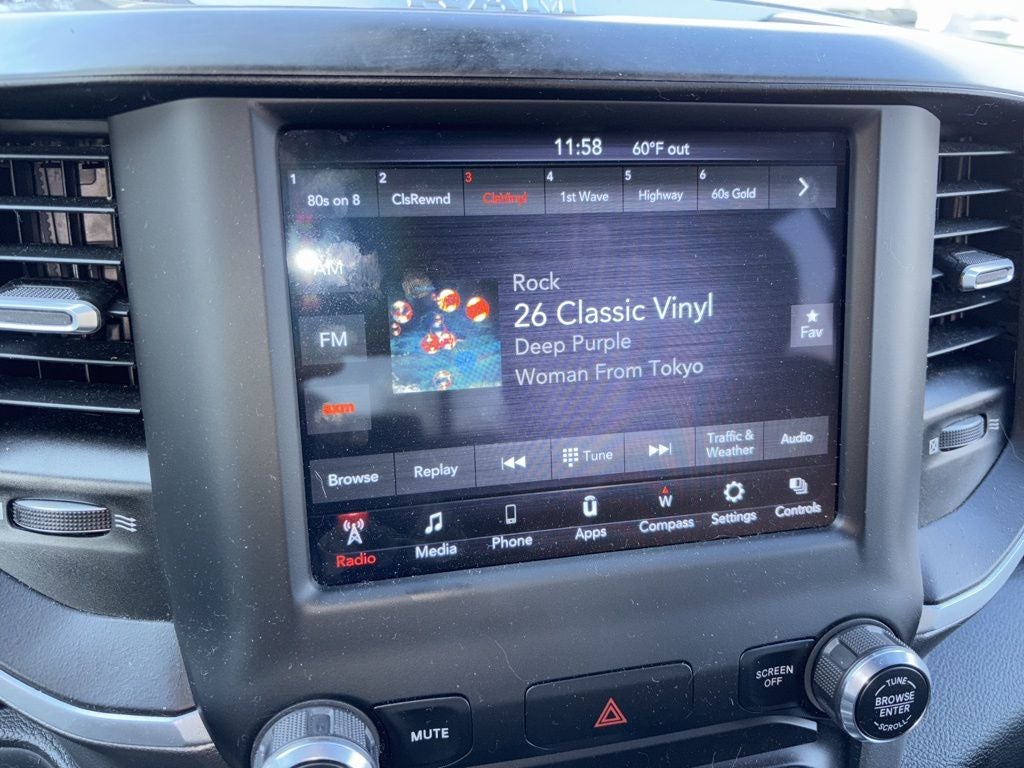 11:58 60°F out
1 80s on 8
2 ClsRewnd
3 ClsVinyl
4 1st Wave
5 Highway
6 60s Gold
AM
FM
sxm
Rock
26 Classic Vinyl
Deep Purple
Woman From Tokyo
Fav
Browse
Replay
Tune
Traffic &
Weather
Audio
Radio
Media
Phone
Apps
W
Compass
Settings
Controls
MUTE
SCREEN
OFF
TUNE
BROWSE
ENTER
SCROLL